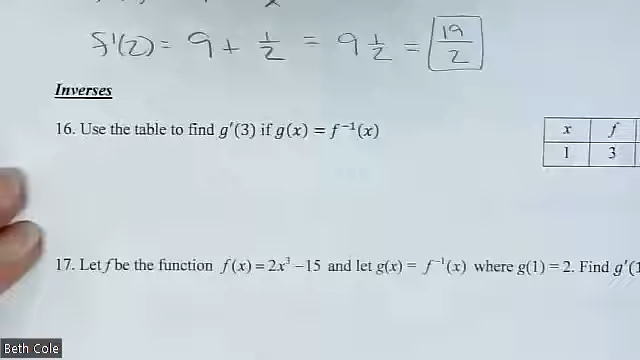 f'(2) = 9 + 1/2 = 9 1/2 = 19/2
Inverses
16. Use the table to find g′(3) if g(x) = f⁻¹(x)
x f
1 3
17. Let f be the function f(x) = 2x³ − 15 and let g(x) = f⁻¹(x) where g(1) = 2. Find g′(1
Beth Cole